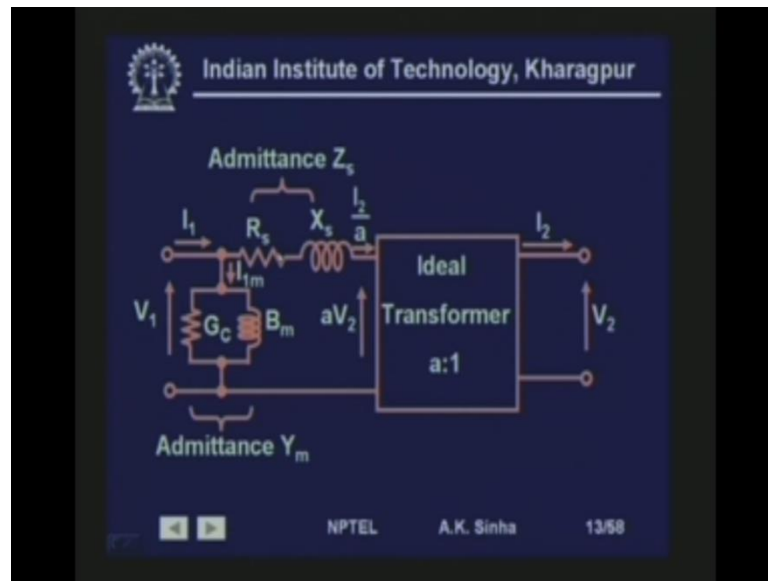 Indian Institute of Technology, Kharagpur
Admittance Zs
I1
Rs
Xs
I2
a
I2
I1m
Ideal
Transformer
a:1
V1
Gc
Bm
aV2
V2
Admittance Ym
NPTEL A.K. Sinha 13/58